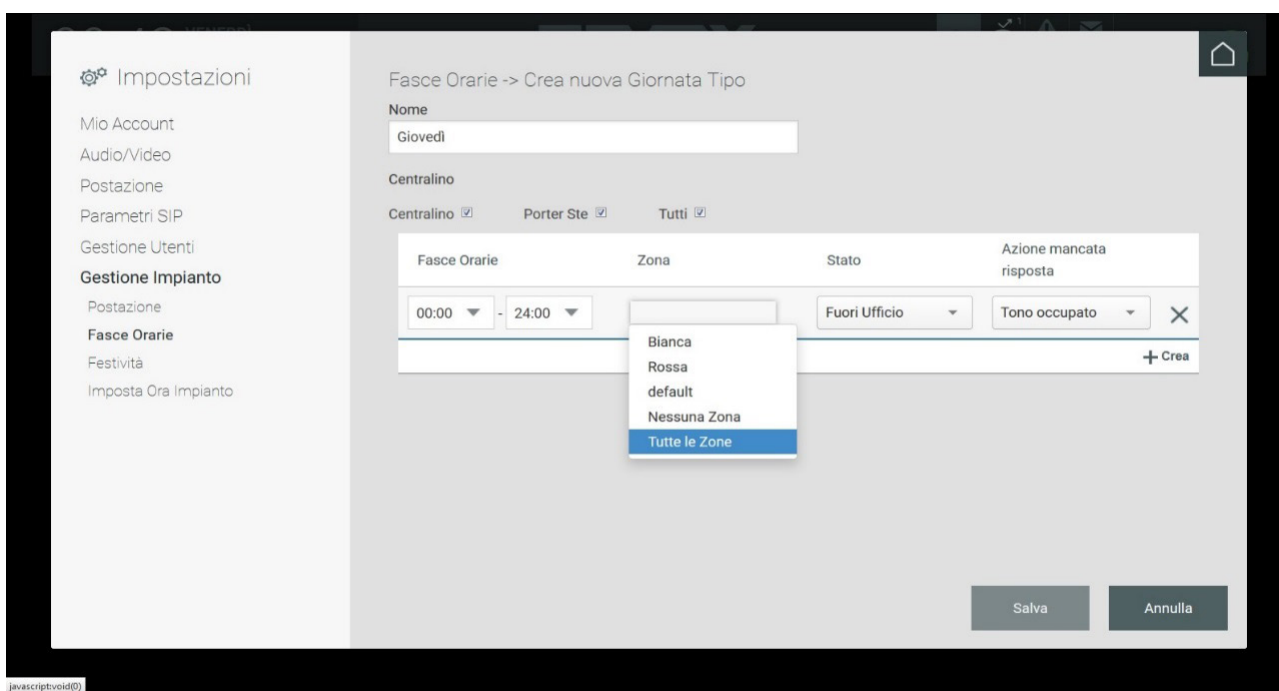 Impostazioni
Mio Account
Audio/Video
Postazione
Parametri SIP
Gestione Utenti
Gestione Impianto
Postazione
Fasce Orarie
Festività
Imposta Ora Impianto
Fasce Orarie -> Crea nuova Giornata Tipo
Nome
Giovedì
Centralino
Centralino Porter Ste Tutti
Fasce Orarie Zona Stato Azione mancata
risposta
00:00 - 24:00 Fuori Ufficio Tono occupato
Bianca
Rossa
default
Nessuna Zona
Tutte le Zone
Crea
Salva Annulla
javascript:void(0)